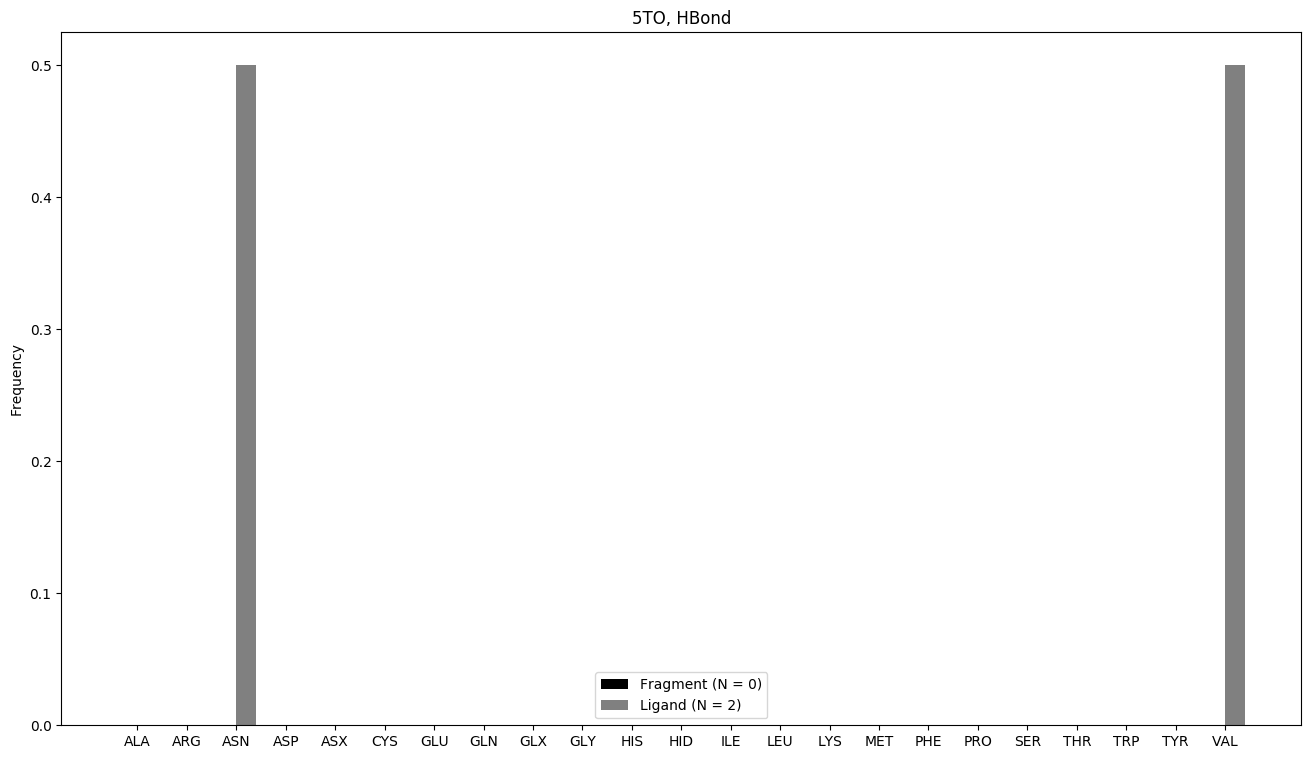 5TO, HBond
Frequency
0.5
0.4
0.3
0.2
0.1
0.0
Fragment (N = 0)
Ligand (N = 2)
ALA ARG ASN ASP ASX CYS GLU GLN GLX GLY HIS HID ILE LEU LYS MET PHE PRO SER THR TRP TYR VAL